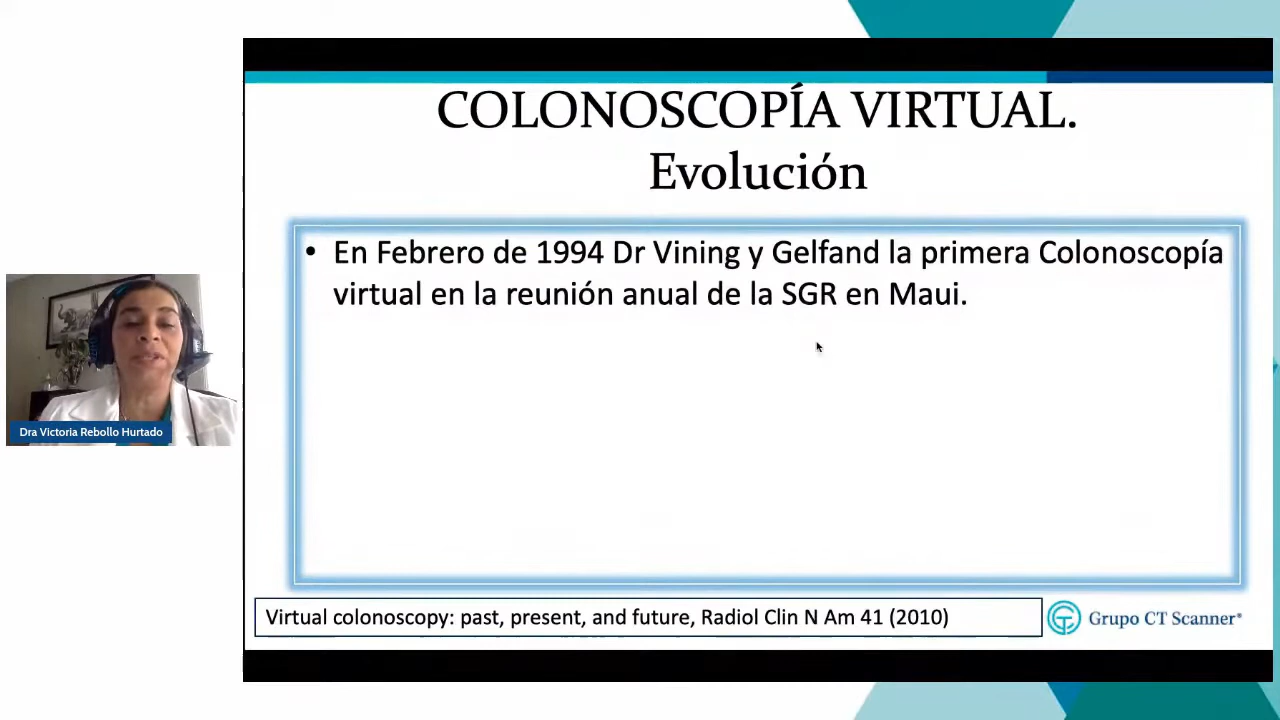 COLONOSCOPÍA VIRTUAL.
Evolución
• En Febrero de 1994 Dr Vining y Gelfand la primera Colonoscopía
virtual en la reunión anual de la SGR en Maui.
Dra Victoria Rebollo Hurtado
Virtual colonoscopy: past, present, and future, Radiol Clin N Am 41 (2010)
Grupo CT Scanner®